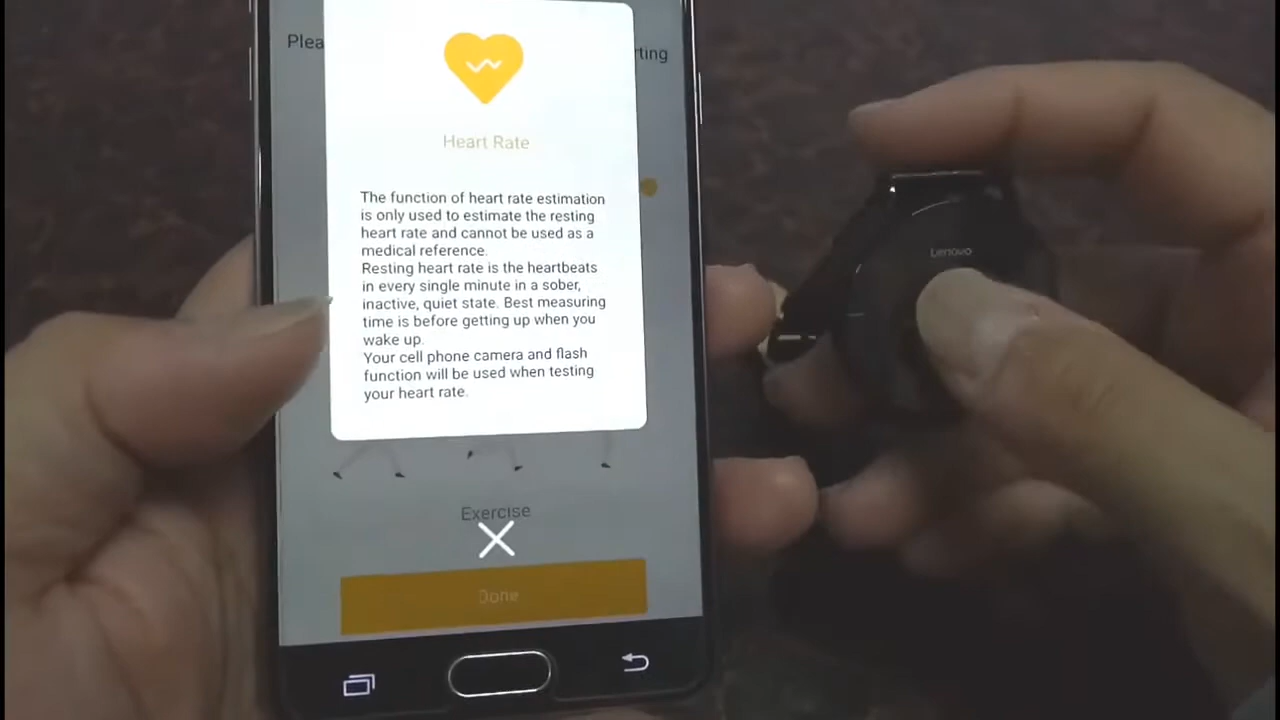 Plea
rting
Heart Rate
The function of heart rate estimation
is only used to estimate the resting
heart rate and cannot be used as a
medical reference.
Resting heart rate is the heartbeats
in every single minute in a sober,
inactive, quiet state. Best measuring
time is before getting up when you
wake up.
Your cell phone camera and flash
function will be used when testing
your heart rate.
Lenovo
Exercise
Done